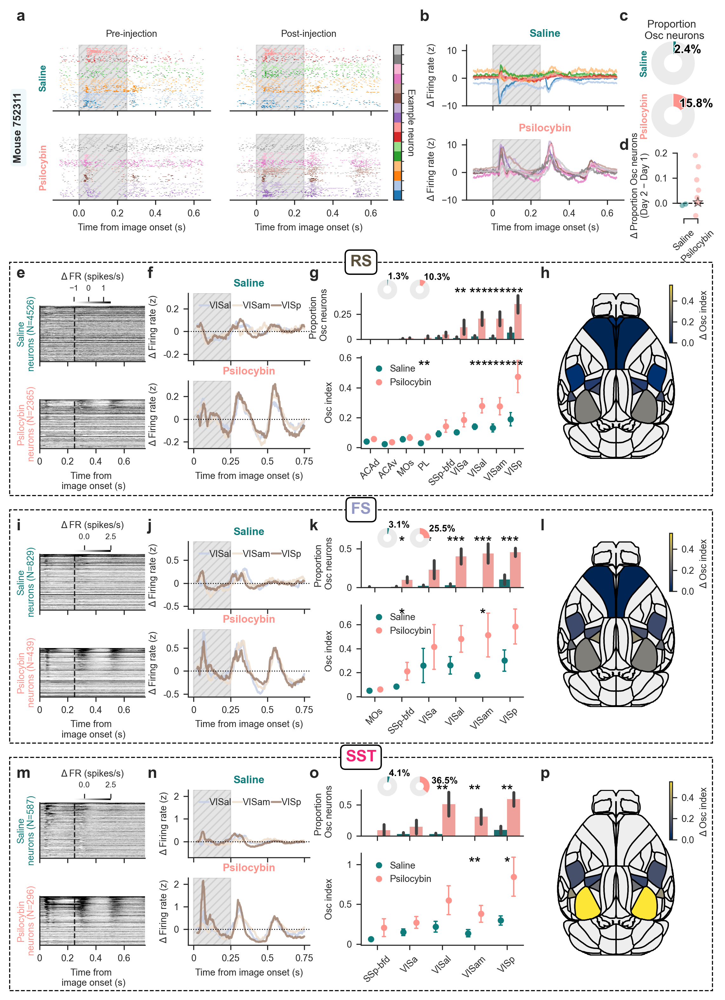 a
Pre-injection
Post-injection
Mouse 752311
Saline
Psilocybin
0.0 0.2 0.4 0.6
Time from image onset (s)
0 0.2 0.4 0.6
Time from image onset (s)
Example neuron
b
Saline
Δ Firing rate (z)
10
0
−10
Psilocybin
Δ Firing rate (z)
10
0
−10
0 0.2 0.4 0.6
Time from image onset (s)
c
Proportion
Osc neurons
Saline
2.4%
Psilocybin
15.8%
d
Δ Proportion Osc neurons
(Day 2 − Day 1)
0.2
0.1
0.0
Saline
Psilocybin
RS
e
Δ FR (spikes/s)
−1 0 1
Saline
neurons (N=4526)
Psilocybin
neurons (N=2365)
0 0.2 0.4 0.6
Time from
image onset (s)
f
Saline
VISal VISam VISp
Δ Firing rate (z)
0.2
0
-0.2
Psilocybin
Δ Firing rate (z)
0.2
0
-0.2
0 0.25 0.5 0.75
Time from image onset (s)
g
1.3%
10.3%
** *********
Proportion
Osc neurons
0.25
0
0.6
0.4
0.2
0
Osc index
** *********
Saline
Psilocybin
ACAd ACAv MOs PL SSp-bfd VISa VISal VISam VISp
h
0.4
0.2
0.0
Δ Osc index
FS
i
Δ FR (spikes/s)
0.0 2.5
Saline
neurons (N=829)
Psilocybin
neurons (N=439)
0 0.2 0.4 0.6
Time from
image onset (s)
j
Saline
VISal VISam VISp
Δ Firing rate (z)
0.5
0
-0.5
Psilocybin
Δ Firing rate (z)
0.5
0
-0.5
0 0.25 0.5 0.75
Time from image onset (s)
k
3.1%
25.5%
* * *** *** ***
Proportion
Osc neurons
0.5
0
* *
Saline
Psilocybin
Osc index
0.6
0.4
0.2
0
MOs SSp-bfd VISa VISal VISam VISp
l
0.4
0.2
0.0
Δ Osc index
SST
m
Δ FR (spikes/s)
0.0 2.5
Saline
neurons (N=587)
Psilocybin
neurons (N=296)
0 0.2 0.4 0.6
Time from
image onset (s)
n
Saline
VISal VISam VISp
Δ Firing rate (z)
2
1
0
Psilocybin
Δ Firing rate (z)
2
1
0
0 0.25 0.5 0.75
Time from image onset (s)
o
4.1%
36.5%
** ** **
Proportion
Osc neurons
0.5
0
** *
Saline
Psilocybin
Osc index
1
0.5
0
SSp-bfd VISa VISal VISam VISp
p
0.4
0.2
0.0
Δ Osc index